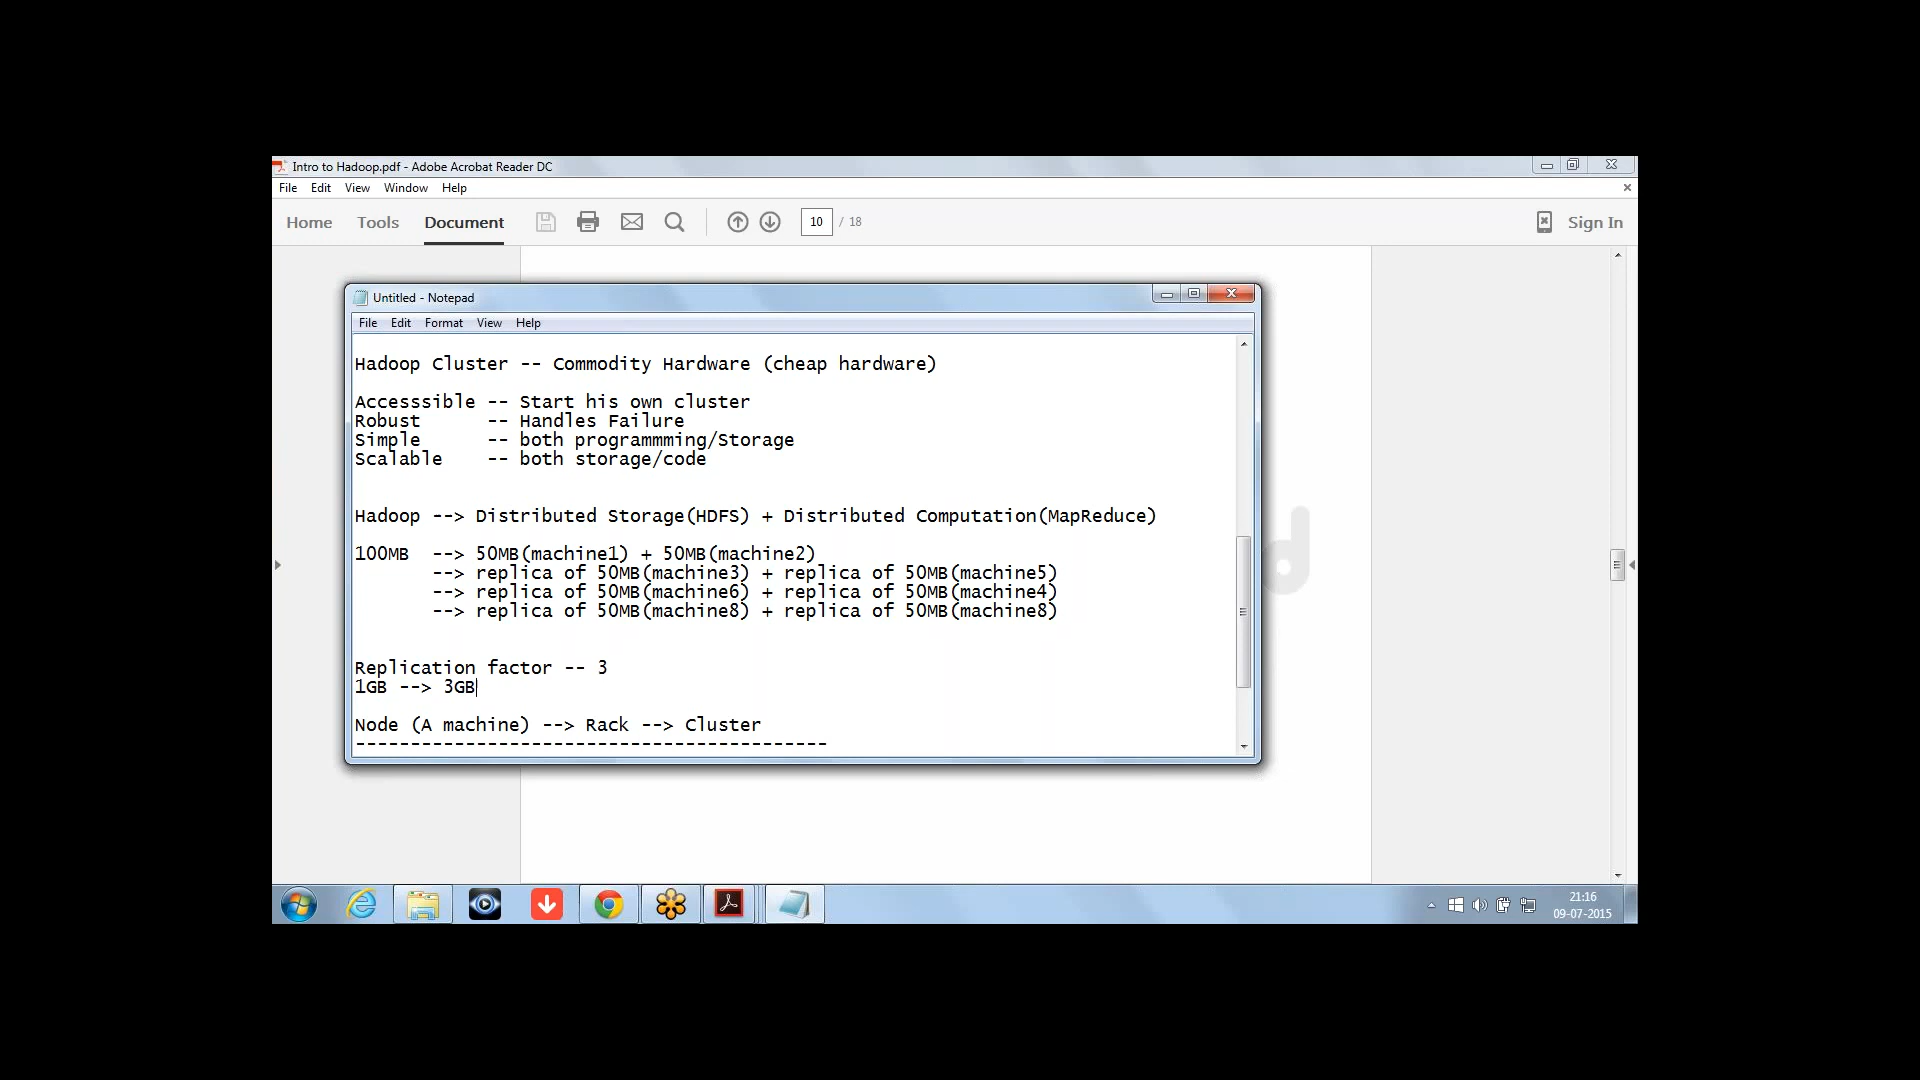 Intro to Hadoop.pdf - Adobe Acrobat Reader DC
File Edit View Window Help
Home Tools Document 10 / 18 Sign In
Untitled - Notepad
File Edit Format View Help
Hadoop Cluster -- Commodity Hardware (cheap hardware)
Accesssible -- Start his own cluster
Robust -- Handles Failure
Simple -- both programmming/Storage
Scalable -- both storage/code
Hadoop --> Distributed Storage(HDFS) + Distributed Computation(MapReduce)
100MB --> 50MB(machine1) + 50MB(machine2)
--> replica of 50MB(machine3) + replica of 50MB(machine5)
--> replica of 50MB(machine6) + replica of 50MB(machine4)
--> replica of 50MB(machine8) + replica of 50MB(machine8)
Replication factor -- 3
1GB --> 3GB
Node (A machine) --> Rack --> Cluster
-------------------------------------------
d
21:16
09-07-2015